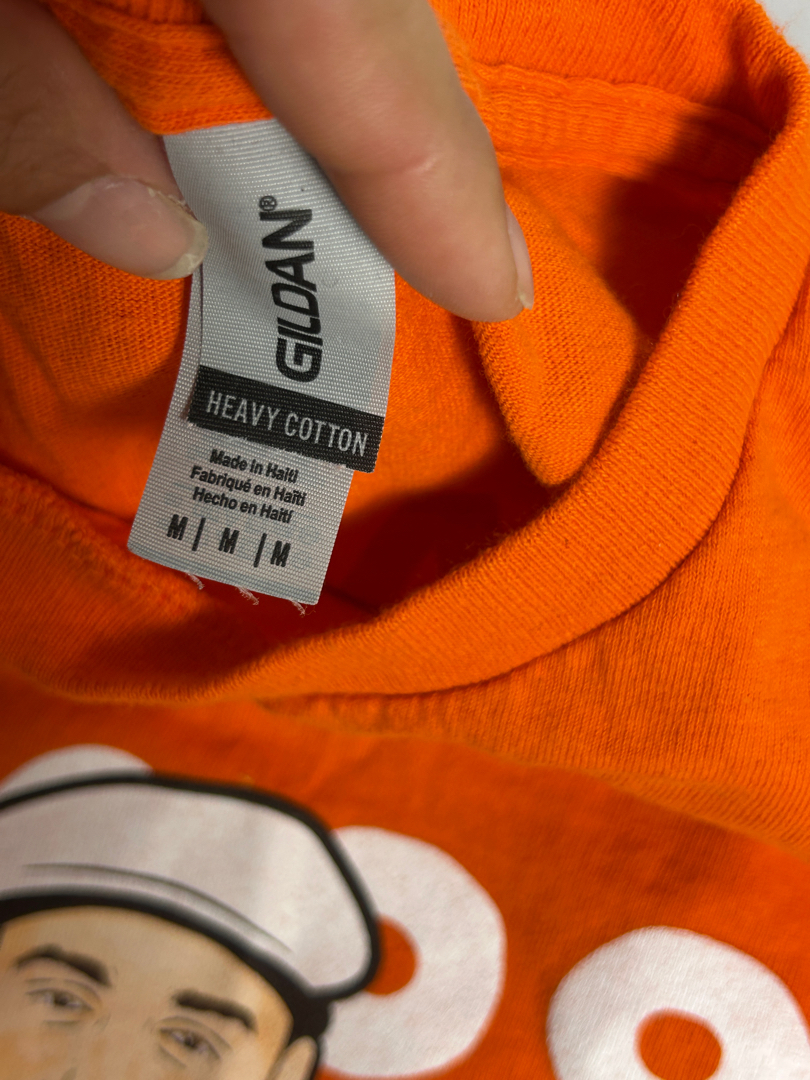 GILDAN®
HEAVY COTTON
Made in Haiti
Fabriqué en Haïti
Hecho en Haití
M | M | M